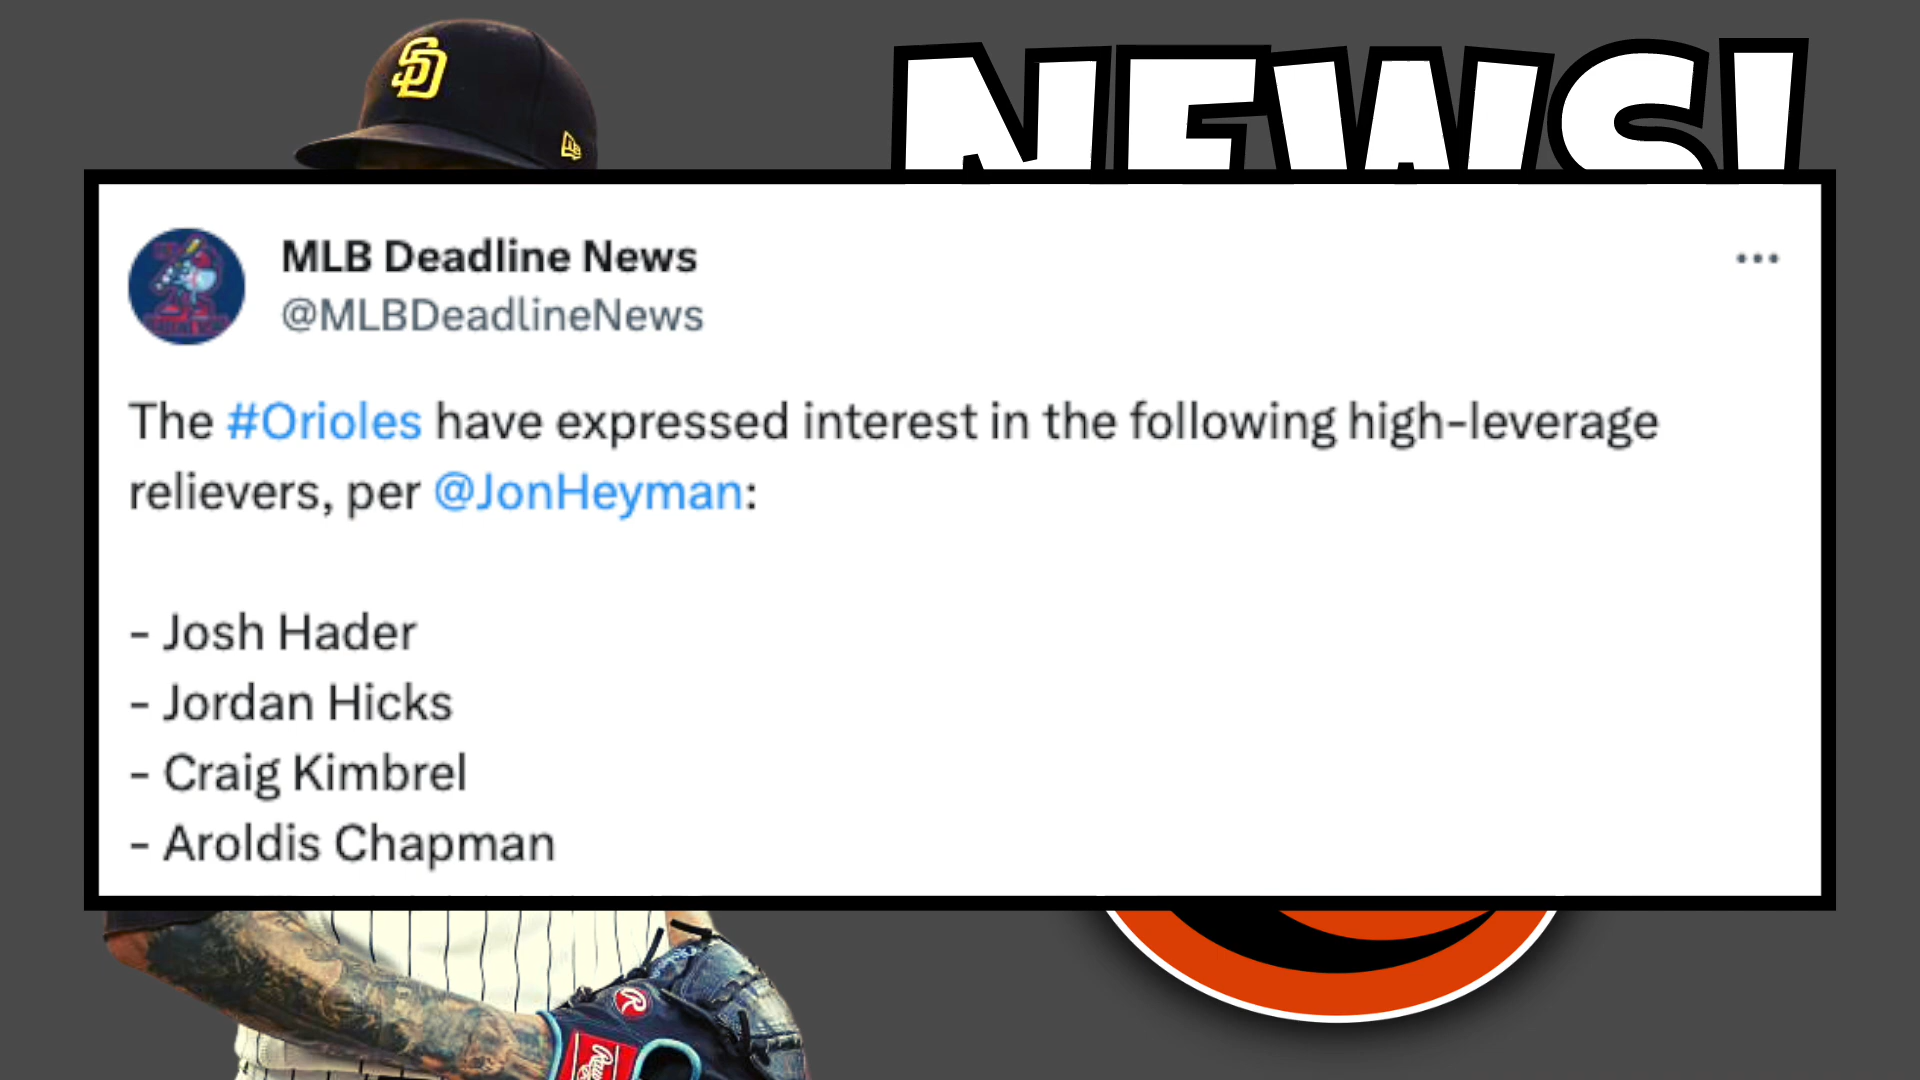 SD
NEWS!
MLB Deadline News
@MLBDeadlineNews
The #Orioles have expressed interest in the following high-leverage
relievers, per @JonHeyman:
- Josh Hader
- Jordan Hicks
- Craig Kimbrel
- Aroldis Chapman
R